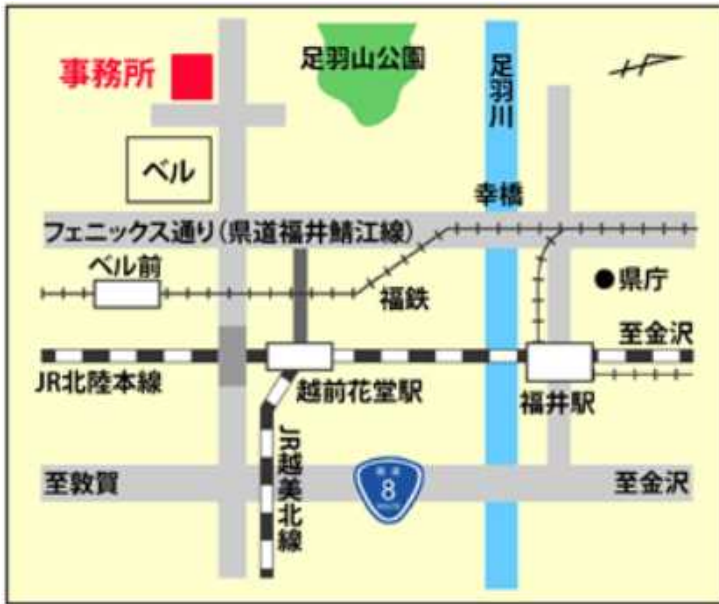 事務所
足羽山公園
足羽川
ベル
幸橋
フェニックス通り(県道福井鯖江線)
ベル前
福鉄
県庁
至金沢
JR北陸本線
越前花堂駅
福井駅
JR越美北線
至敦賀
8
至金沢